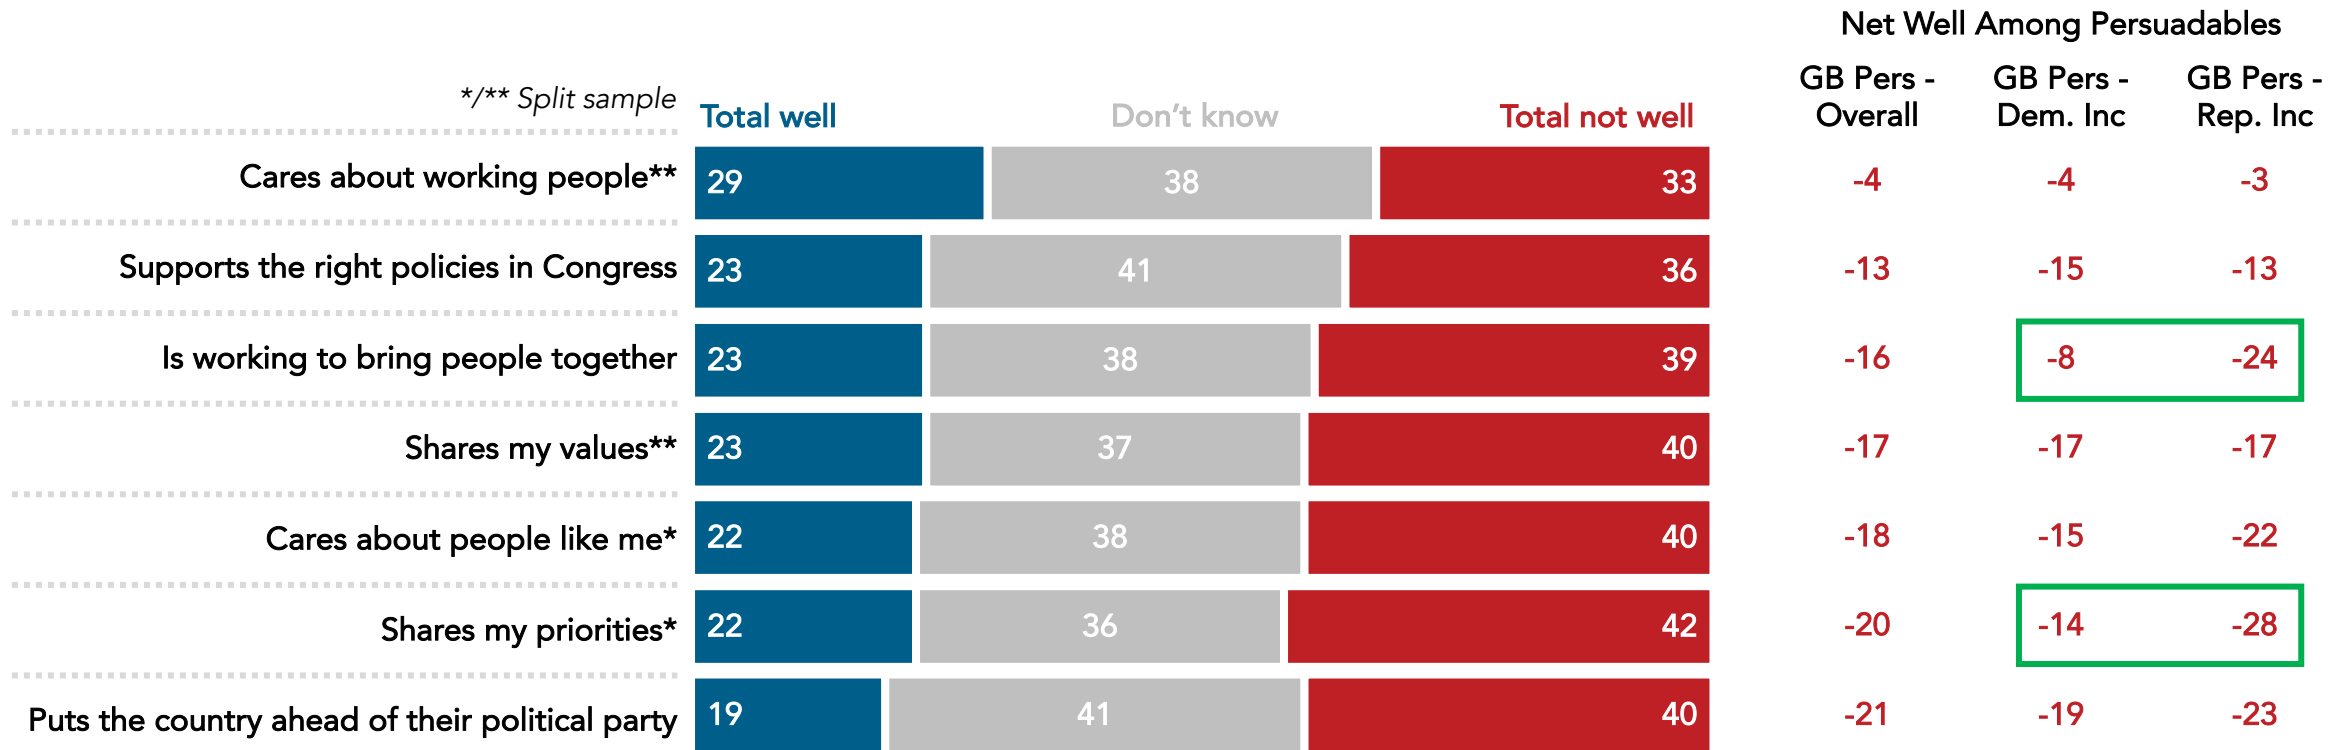 Net Well Among Persuadables
*/** Split sample
Total well Don't know Total not well
GB Pers - Overall GB Pers - Dem. Inc GB Pers - Rep. Inc
Cares about working people** 29 38 33 -4 -4 -3
Supports the right policies in Congress 23 41 36 -13 -15 -13
Is working to bring people together 23 38 39 -16 -8 -24
Shares my values** 23 37 40 -17 -17 -17
Cares about people like me* 22 38 40 -18 -15 -22
Shares my priorities* 22 36 42 -20 -14 -28
Puts the country ahead of their political party 19 41 40 -21 -19 -23